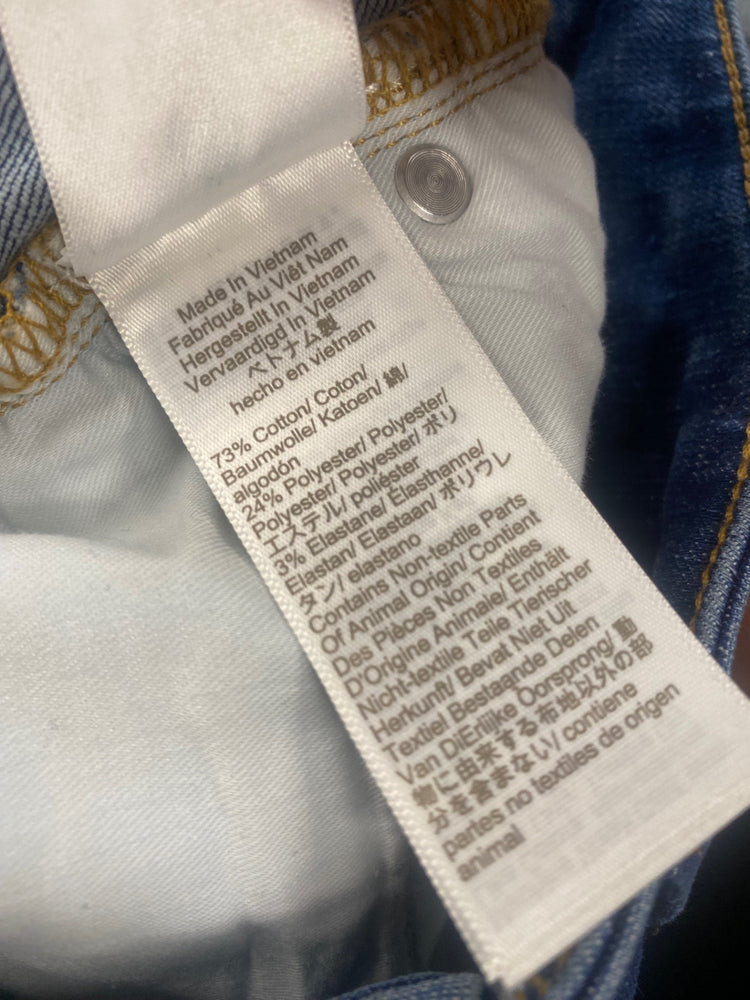 Made In Vietnam
Fabriqué Au Viêt Nam
Hergestellt In Vietnam
Vervaardigd In Vietnam
ベトナム製
hecho en vietnam
73% Cotton/ Coton/
Baumwolle/ Katoen/ 綿/
algodón
24% Polyester/ Polyester/
Polyester/ Polyester/ ポリ
エステル/ poliéster
3% Elastane/ Élasthanne/
Elastan/ Elastaan/ ポリウレ
タン/ elastano
Contains Non-textile Parts
Of Animal Origin/ Contient
Des Pièces Non Textiles
D'Origine Animale/ Enthält
Nicht-textile Teile Tierischer
Herkunft/ Bevat Niet Uit
Textiel Bestaande Delen
Van DiErlijke Oorsprong/ 動
物に由来する布地以外の部
分を含まない/ contiene
partes no textiles de origen
animal